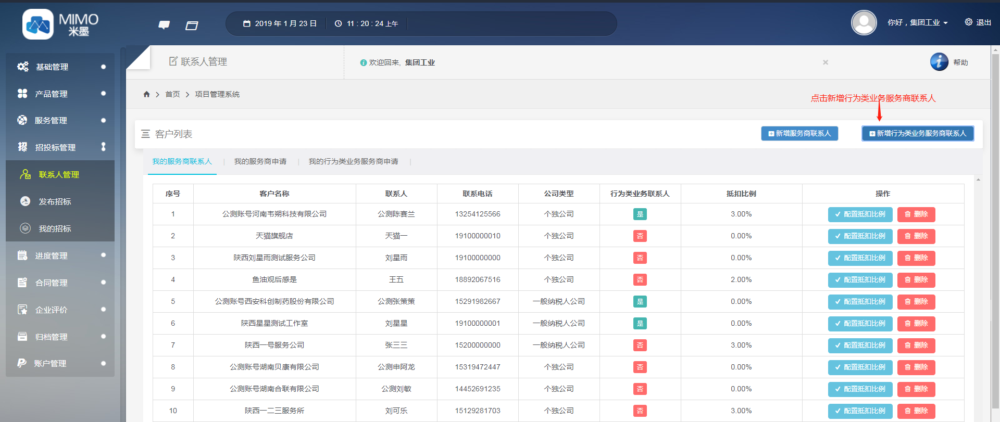 MIMO
米墨
2019 年 1 月 23 日
11 : 20 : 24 上午
你好，集团工业
退出
基础管理
产品管理
服务管理
招投标管理
联系人管理
发布招标
我的招标
进度管理
合同管理
企业评价
归档管理
账户管理
联系人管理
欢迎回来, 集团工业
×
帮助
首页
项目管理系统
点击新增行为类业务服务商联系人
客户列表
新增服务商联系人
新增行为类业务服务商联系人
我的服务商联系人 | 我的服务商申请 | 我的行为类业务服务商申请 |
序号 客户名称 联系人 联系电话 公司类型 行为类业务联系人 抵扣比例 操作
1 公测账号河南韦朔科技有限公司 公测陈赛兰 13254125566 个独公司 是 3.00% 配置抵扣比例 删除
2 天猫旗舰店 天猫一 19100000010 个独公司 否 0.00% 配置抵扣比例 删除
3 陕西刘星雨测试服务公司 刘星雨 19100000000 个独公司 否 0.00% 配置抵扣比例 删除
4 鱼油观后感是 王五 18892067516 个独公司 否 2.00% 配置抵扣比例 删除
5 公测账号西安科创制药股份有限公司 公测张策策 15291982667 一般纳税人公司 是 0.00% 配置抵扣比例 删除
6 陕西星星测试工作室 刘星星 19100000001 一般纳税人公司 是 0.00% 配置抵扣比例 删除
7 陕西一号服务公司 张三三 15200000000 一般纳税人公司 否 3.00% 配置抵扣比例 删除
8 公测账号湖南贝康有限公司 公测申阿龙 15319472447 个独公司 否 0.00% 配置抵扣比例 删除
9 公测账号湖南合联有限公司 公测刘敏 14452691235 个独公司 否 0.00% 配置抵扣比例 删除
10 陕西一二三服务所 刘可乐 15129281703 个独公司 否 3.00% 配置抵扣比例 删除